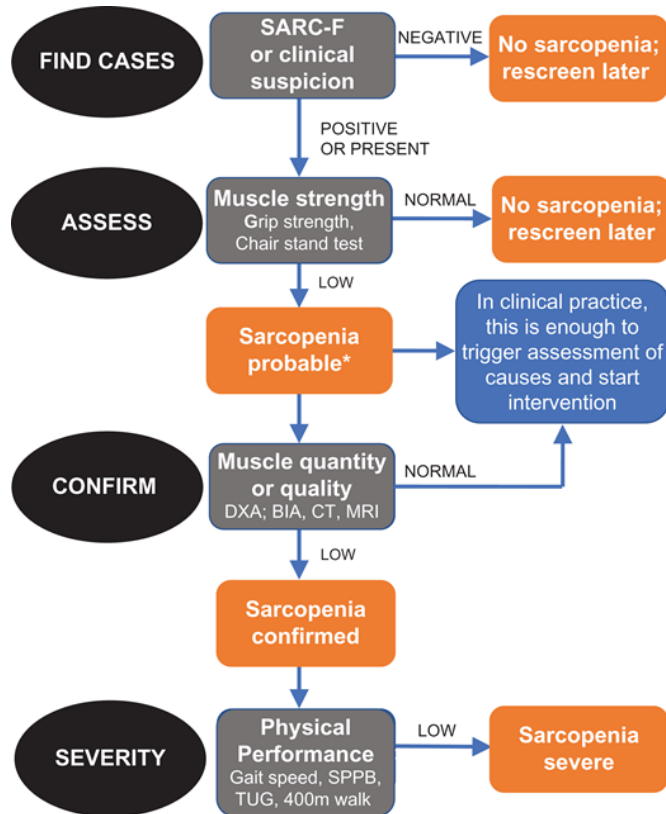 FIND CASES
SARC-F
or clinical
suspicion
NEGATIVE
No sarcopenia;
rescreen later
POSITIVE
OR PRESENT
ASSESS
Muscle strength
Grip strength,
Chair stand test
NORMAL
No sarcopenia;
rescreen later
LOW
Sarcopenia
probable*
In clinical practice,
this is enough to
trigger assessment of
causes and start
intervention
CONFIRM
Muscle quantity
or quality
DXA; BIA, CT, MRI
NORMAL
LOW
Sarcopenia
confirmed
SEVERITY
Physical
Performance
Gait speed, SPPB,
TUG, 400m walk
LOW
Sarcopenia
severe